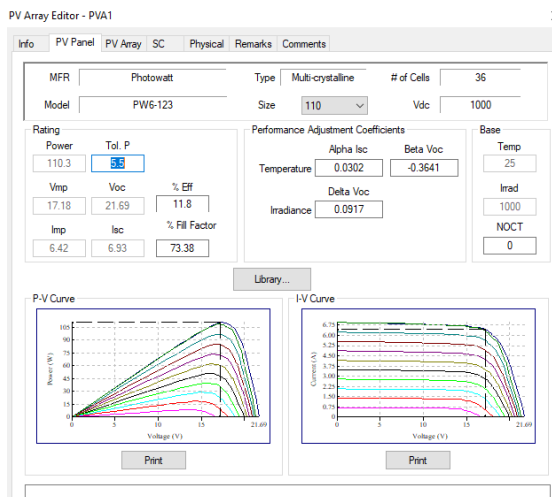 PV Array Editor - PVA1
Info PV Panel PV Array SC Physical Remarks Comments
MFR Photowatt Type Multi-crystalline # of Cells 36
Model PW6-123 Size 110 Vdc 1000
Rating
Power Tol. P
110.3 5.5
Vmp Voc % Eff
17.18 21.69 11.8
Imp Isc % Fill Factor
6.42 6.93 73.38
Performance Adjustment Coefficients
Alpha Isc Beta Voc
Temperature 0.0302 -0.3641
Delta Voc
Irradiance 0.0917
Base
Temp
25
Irrad
1000
NOCT
0
Library...
P-V Curve
Power (W)
105
90
75
60
45
30
15
0
0 5 10 15 21.69
Voltage (V)
Print
I-V Curve
Current (A)
6.75
6.00
5.25
4.50
3.75
3.00
2.25
1.50
0.75
0
0 5 10 15 21.69
Voltage (V)
Print